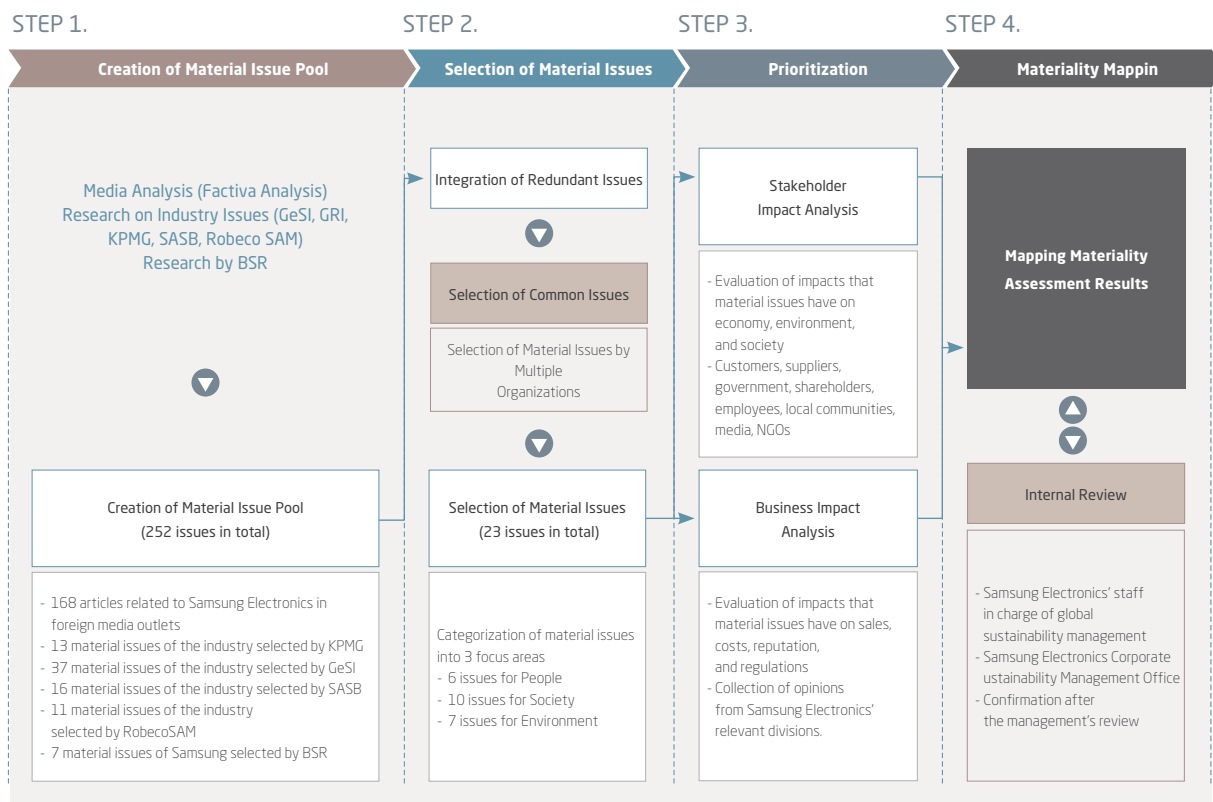 STEP 1.
Creation of Material Issue Pool
Media Analysis (Factiva Analysis)
Research on Industry Issues (GeSI, GRI,
KPMG, SASB, Robeco SAM)
Research by BSR
Creation of Material Issue Pool
(252 issues in total)
- 168 articles related to Samsung Electronics in
foreign media outlets
- 13 material issues of the industry selected by KPMG
- 37 material issues of the industry selected by GeSI
- 16 material issues of the industry selected by SASB
- 11 material issues of the industry
selected by RobecoSAM
- 7 material issues of Samsung selected by BSR
STEP 2.
Selection of Material Issues
Integration of Redundant Issues
Selection of Common Issues
Selection of Material Issues by
Multiple
Organizations
Selection of Material Issues
(23 issues in total)
Categorization of material issues
into 3 focus areas
- 6 issues for People
- 10 issues for Society
- 7 issues for Environment
STEP 3.
Prioritization
Stakeholder
Impact Analysis
- Evaluation of impacts that
material issues have on
economy, environment,
and society
- Customers, suppliers,
government, shareholders,
employees, local communities,
media, NGOs
Business Impact
Analysis
- Evaluation of impacts that
material issues have on sales,
costs, reputation,
and regulations
- Collection of opinions
from Samsung Electronics'
relevant divisions.
STEP 4.
Materiality Mappin
Mapping Materiality
Assessment Results
Internal Review
- Samsung Electronics' staff
in charge of global
sustainability management
- Samsung Electronics Corporate
ustainability Management Office
- Confirmation after
the management's review